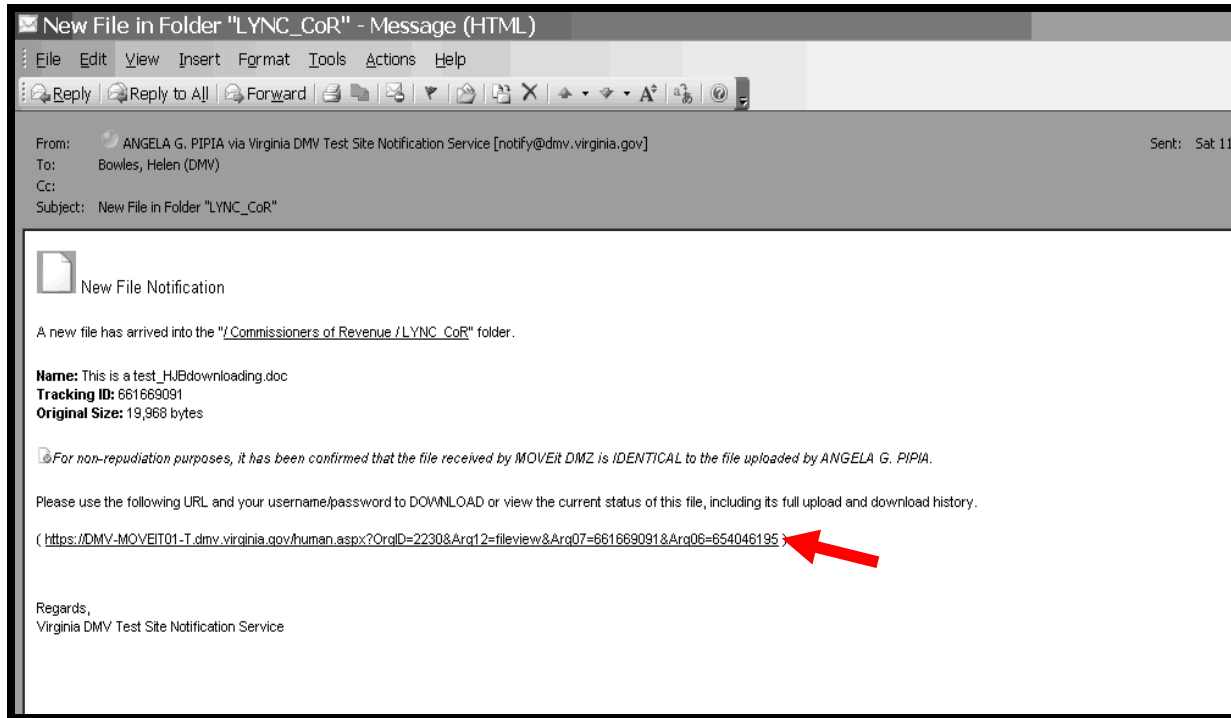 New File in Folder "LYNC_CoR" - Message (HTML)
File Edit View Insert Format Tools Actions Help
Reply Reply to All Forward
From: ANGELA G. PIPIA via Virginia DMV Test Site Notification Service [notify@dmv.virginia.gov] Sent: Sat 11
To: Bowles, Helen (DMV)
Cc:
Subject: New File in Folder "LYNC_CoR"
New File Notification
A new file has arrived into the "/ Commissioners of Revenue / LYNC_CoR" folder.
Name: This is a test_HJBdownloading.doc
Tracking ID: 661669091
Original Size: 19,968 bytes
For non-repudiation purposes, it has been confirmed that the file received by MOVEit DMZ is IDENTICAL to the file uploaded by ANGELA G. PIPIA.
Please use the following URL and your username/password to DOWNLOAD or view the current status of this file, including its full upload and download history.
( https://DMV-MOVEIT01-T.dmv.virginia.gov/human.aspx?OrgID=2230&Arg12=fileview&Arg07=661669091&Arg06=654046195 )
Regards,
Virginia DMV Test Site Notification Service